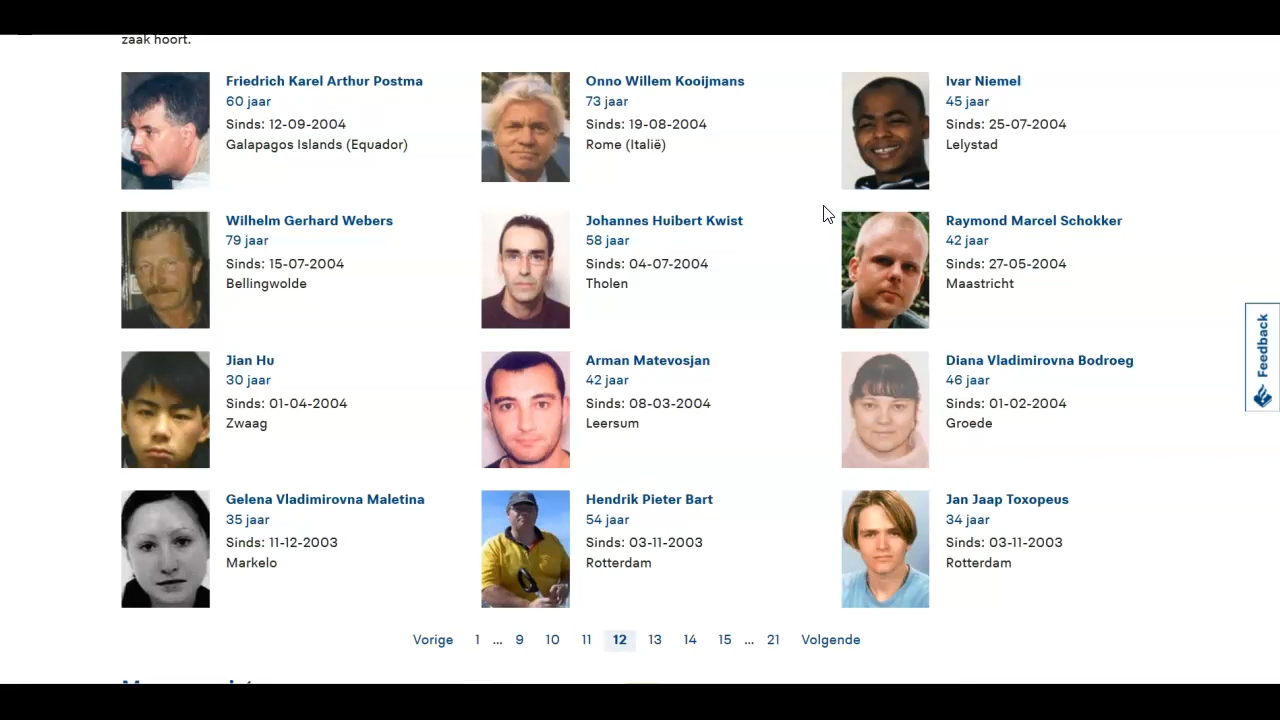 zaak hoort.
Friedrich Karel Arthur Postma
60 jaar
Sinds: 12-09-2004
Galapagos Islands (Equador)
Onno Willem Kooijmans
73 jaar
Sinds: 19-08-2004
Rome (Italië)
Ivar Niemel
45 jaar
Sinds: 25-07-2004
Lelystad
Wilhelm Gerhard Webers
79 jaar
Sinds: 15-07-2004
Bellingwolde
Johannes Huibert Kwist
58 jaar
Sinds: 04-07-2004
Tholen
Raymond Marcel Schokker
42 jaar
Sinds: 27-05-2004
Maastricht
Jian Hu
30 jaar
Sinds: 01-04-2004
Zwaag
Arman Matevosjan
42 jaar
Sinds: 08-03-2004
Leersum
Diana Vladimirovna Bodroeg
46 jaar
Sinds: 01-02-2004
Groede
Gelena Vladimirovna Maletina
35 jaar
Sinds: 11-12-2003
Markelo
Hendrik Pieter Bart
54 jaar
Sinds: 03-11-2003
Rotterdam
Jan Jaap Toxopeus
34 jaar
Sinds: 03-11-2003
Rotterdam
Feedback
Vorige 1 ... 9 10 11 12 13 14 15 ... 21 Volgende